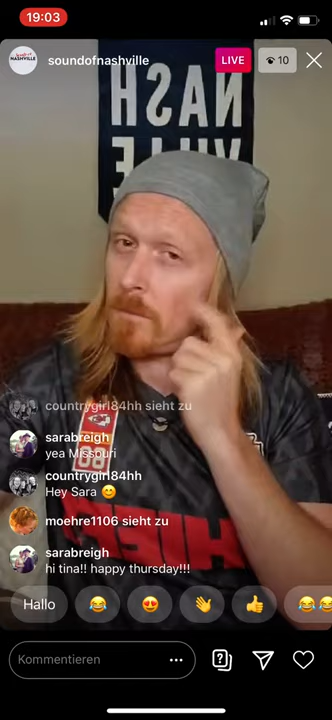 19:03
soundofnashville
LIVE
10
NASH
VILLE
countrygirl84hh sieht zu
sarabreigh
yea Missouri
countrygirl84hh
Hey Sara 😊
moehre1106 sieht zu
sarabreigh
hi tina!! happy thursday!!!
Hallo 😂 😍 👋 👍 😂😂
Kommentieren